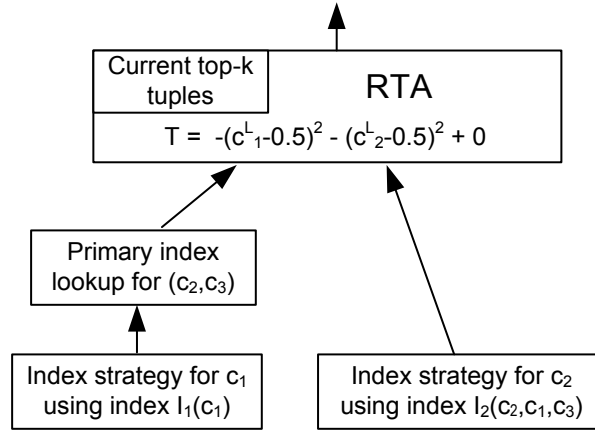 Current top-k
tuples
RTA
T = -(c^L_1-0.5)^2 - (c^L_2-0.5)^2 + 0
Primary index
lookup for (c_2,c_3)
Index strategy for c_1
using index I_1(c_1)
Index strategy for c_2
using index I_2(c_2,c_1,c_3)